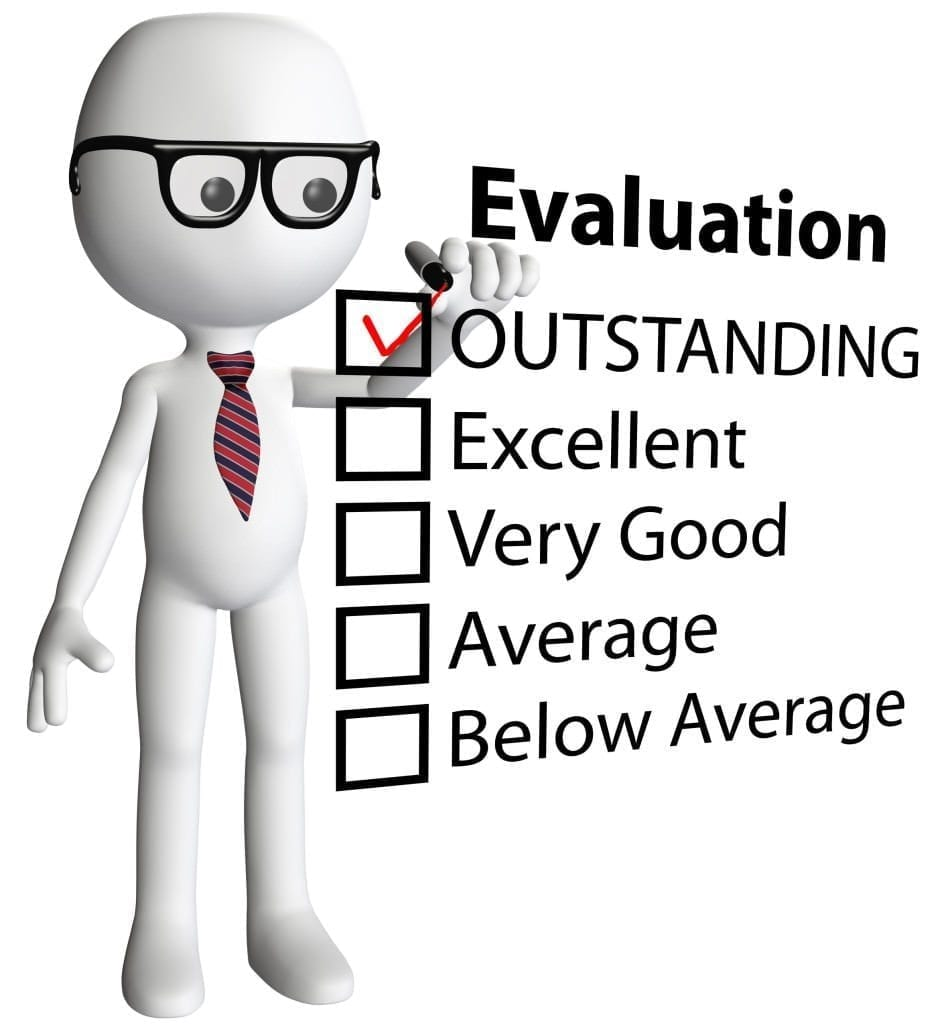 Evaluation
OUTSTANDING
Excellent
Very Good
Average
Below Average